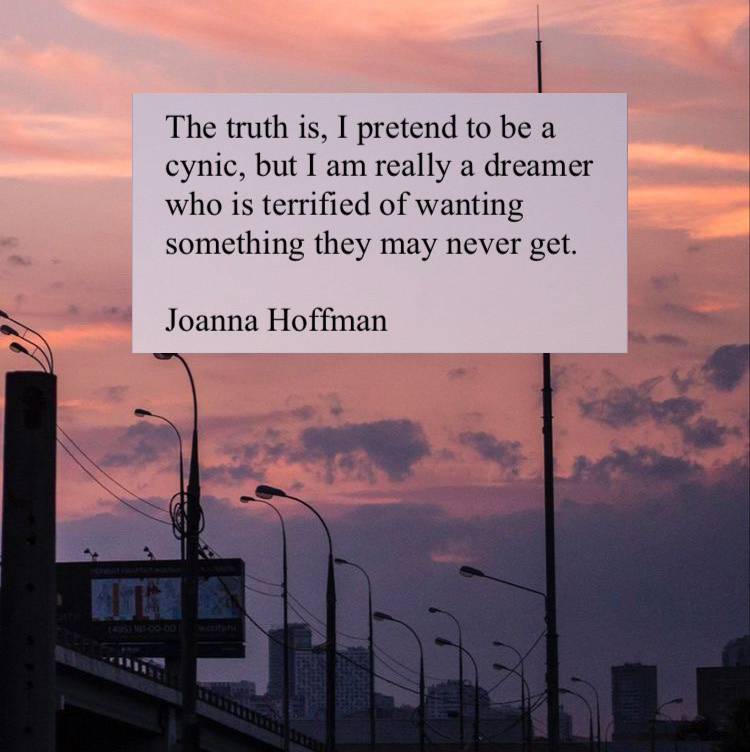 The truth is, I pretend to be a
cynic, but I am really a dreamer
who is terrified of wanting
something they may never get.
Joanna Hoffman